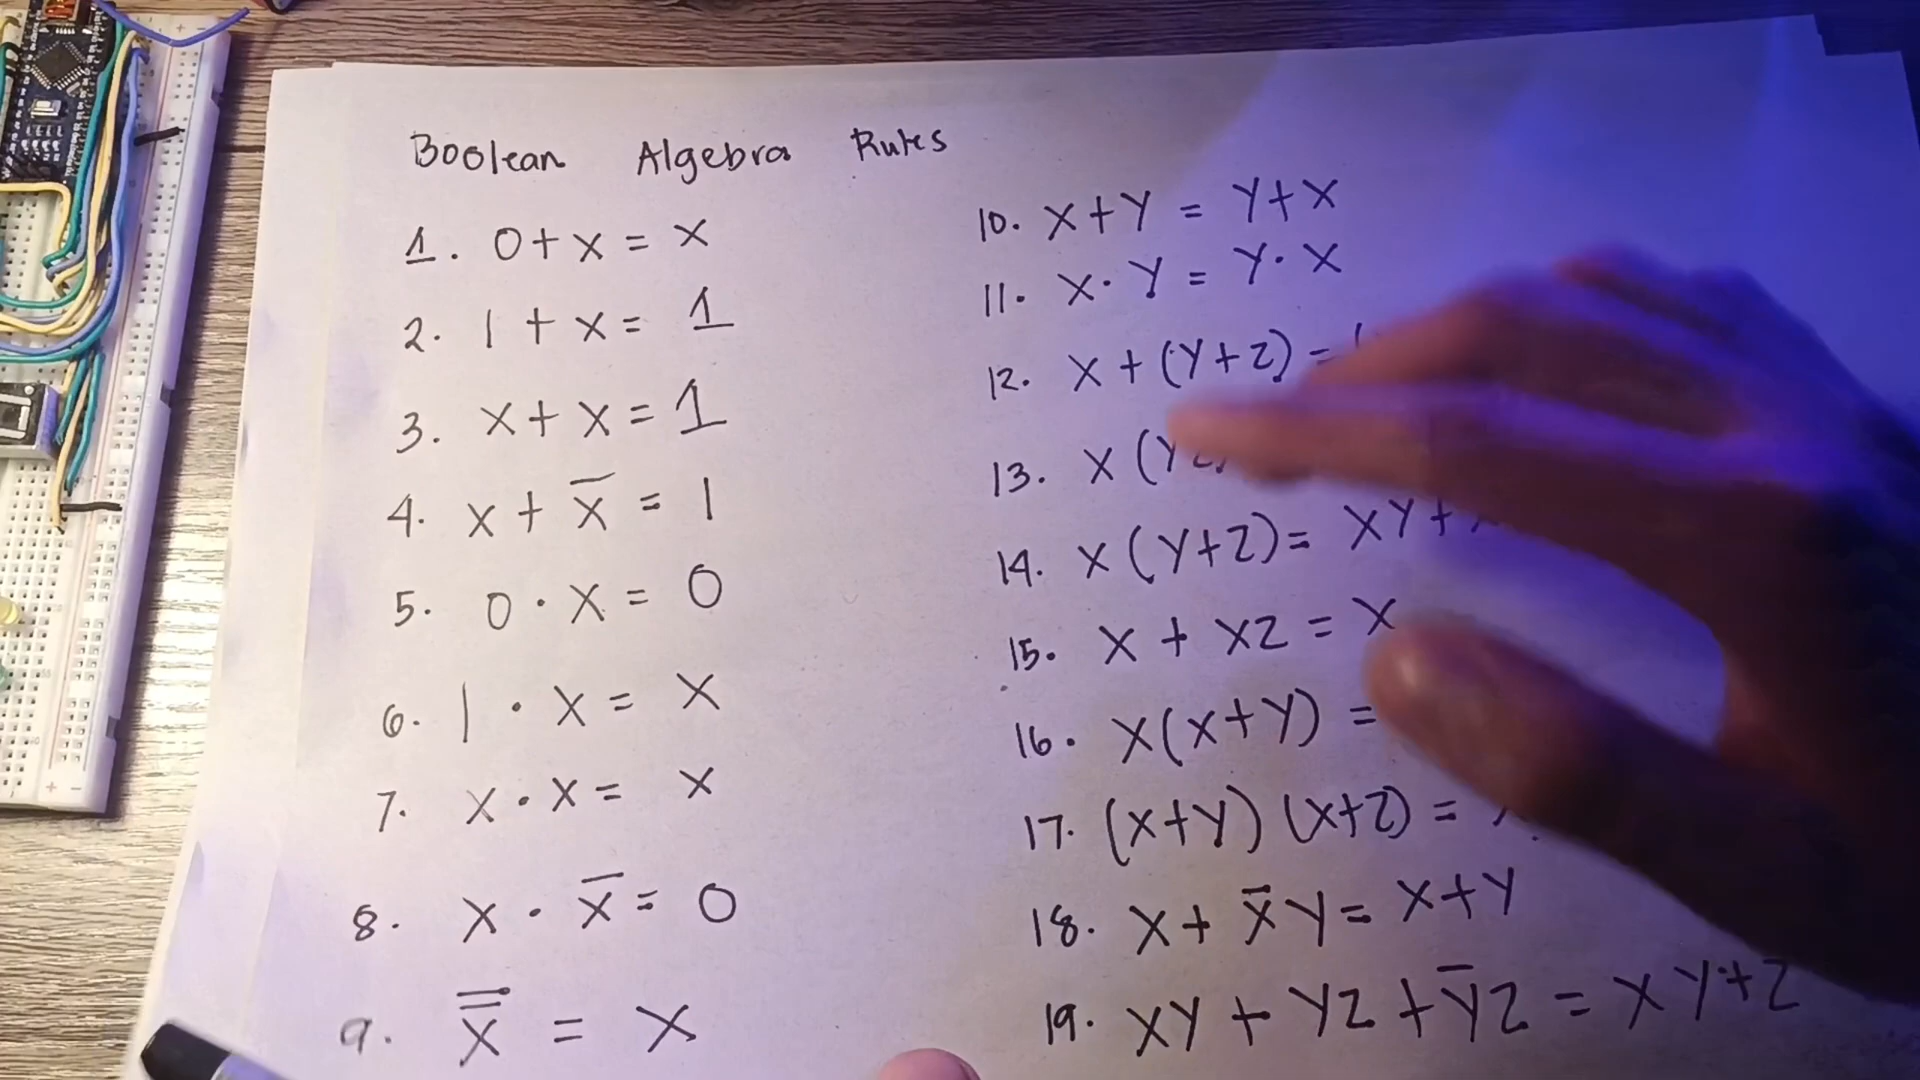 Boolean Algebra Rules
1. 0 + x = x
2. 1 + x = 1
3. x + x = 1
4. x + x̅ = 1
5. 0 · x = 0
6. 1 · x = x
7. x · x = x
8. x · x̅ = 0
9. x̿ = x
10. x + y = y + x
11. x · y = y · x
12. x + (y + z) =
13. x (y
14. x (y + z) = xy +
15. x + xz = x
16. x(x + y) =
17. (x + y) (x + z) =
18. x + x̅y = x + y
19. xy + yz + y̅z = xy + z